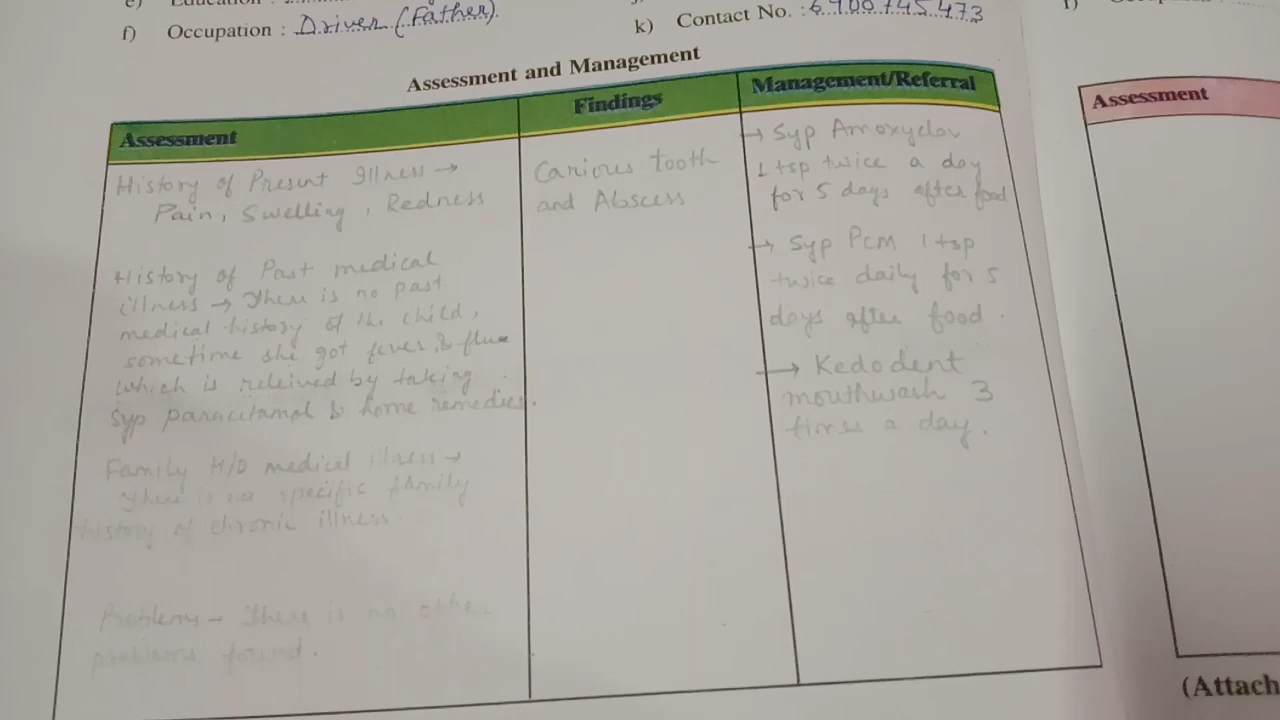 f) Occupation : Driver (Father).
k) Contact No. :
Assessment and Management
Assessment
Findings
Management/Referral
History of Present Illness →
Pain, Swelling, Redness
History of Past medical
illness → There is no past
medical history of the child,
sometime she got fever & flu
which is releived by taking
Syp paracitamol & home remedies.
Family H/O medical illness →
There is no specific family
history of chronic illness
Problems - There is no other
problems found.
Carious tooth
and Abscess
→ Syp Amoxyclav
1 tsp twice a day
for 5 days after food
→ Syp Pcm 1 tsp
twice daily for 5
days after food.
→ Kedodent
mouthwash 3
times a day.
Assessment
(Attach